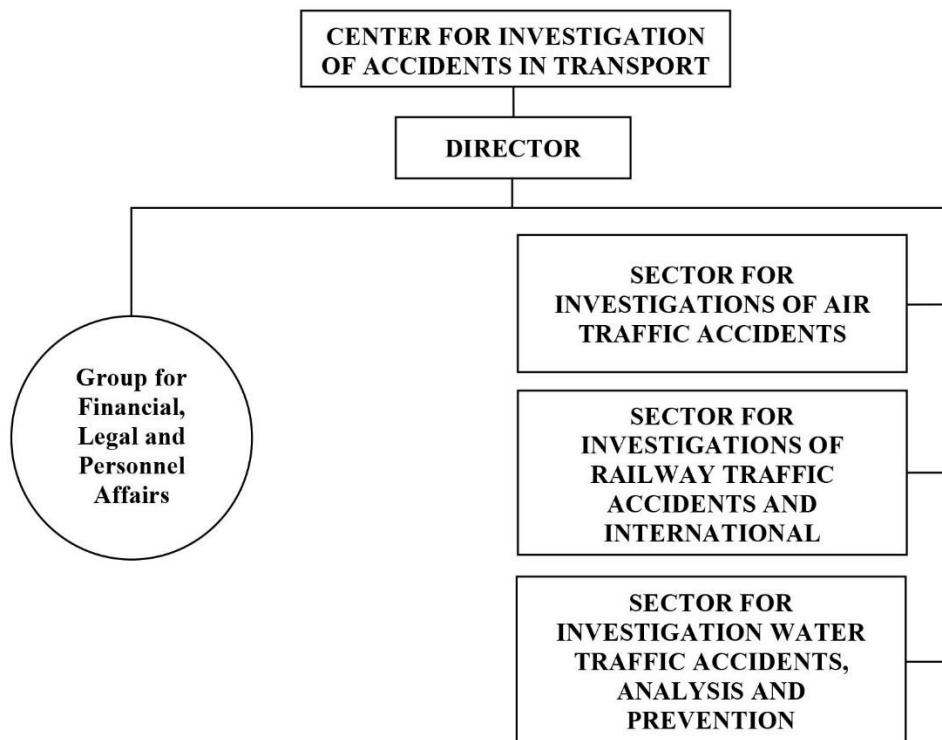 CENTER FOR INVESTIGATION
OF ACCIDENTS IN TRANSPORT
DIRECTOR
SECTOR FOR
INVESTIGATIONS OF AIR
TRAFFIC ACCIDENTS
Group for
Financial,
Legal and
Personnel
Affairs
SECTOR FOR
INVESTIGATIONS OF
RAILWAY TRAFFIC
ACCIDENTS AND
INTERNATIONAL
SECTOR FOR
INVESTIGATION WATER
TRAFFIC ACCIDENTS,
ANALYSIS AND
PREVENTION